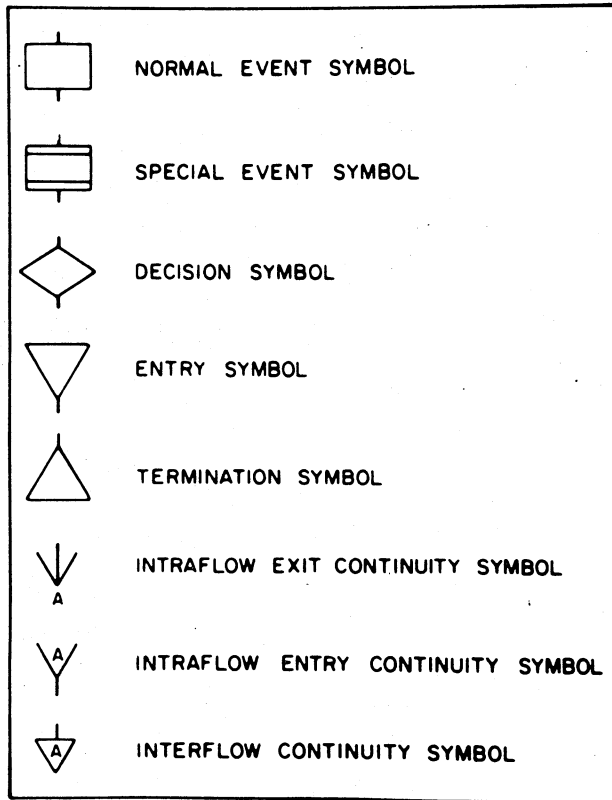 NORMAL EVENT SYMBOL
SPECIAL EVENT SYMBOL
DECISION SYMBOL
ENTRY SYMBOL
TERMINATION SYMBOL
A INTRAFLOW EXIT CONTINUITY SYMBOL
A INTRAFLOW ENTRY CONTINUITY SYMBOL
A INTERFLOW CONTINUITY SYMBOL